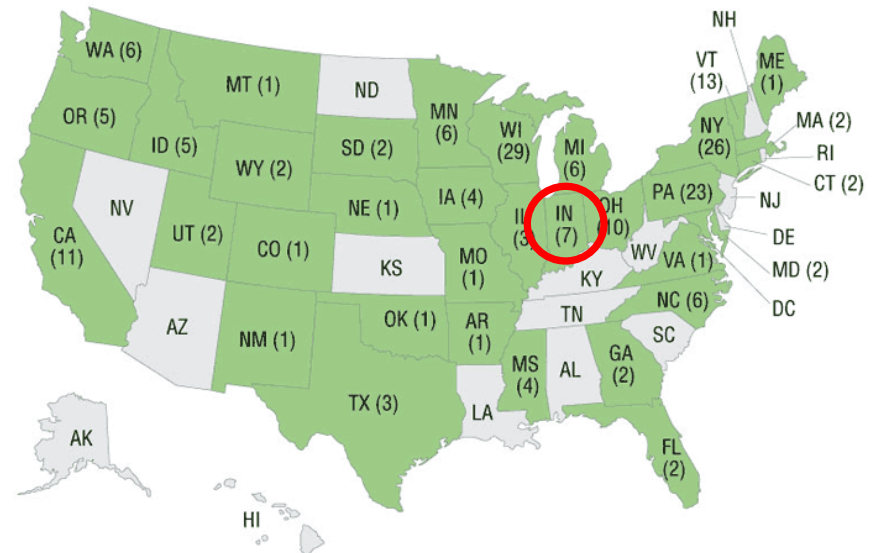 NH
WA (6)
VT
(13)
ME
(1)
MT (1)
ND
OR (5)
MN
(6)
MA (2)
ID (5)
SD (2)
WI
(29)
MI
(6)
NY
(26)
RI
WY (2)
CT (2)
IA (4)
PA (23)
NJ
NV
NE (1)
IL
(3)
IN
(7)
OH
(10)
CA
(11)
UT (2)
CO (1)
DE
WV
VA (1)
MD (2)
KS
MO
(1)
KY
DC
NC (6)
AZ
NM (1)
OK (1)
AR
(1)
TN
SC
MS
(4)
AL
GA
(2)
TX (3)
LA
AK
FL
(2)
HI